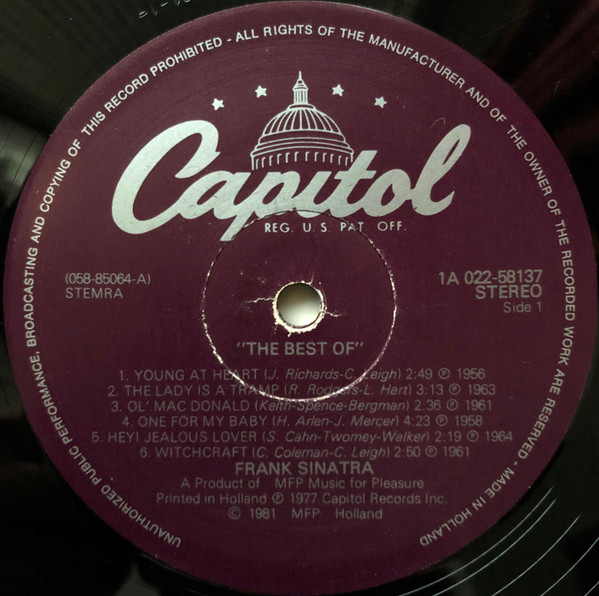 UNAUTHORIZED PUBLIC PERFORMANCE, BROADCASTING AND COPYING OF THIS RECORD PROHIBITED - ALL RIGHTS OF THE MANUFACTURER AND OF THE OWNER OF THE RECORDED WORK ARE RESERVED - MADE IN HOLLAND
Capitol
REG. U.S. PAT. OFF.
(058-85064-A)
STEMRA
1A 022-58137
STEREO
Side 1
"THE BEST OF"
1. YOUNG AT HEART (J. Richards-C. Leigh) 2:49 ℗ 1956
2. THE LADY IS A TRAMP (R. Rodgers-L. Hart) 3:13 ℗ 1963
3. OL' MAC DONALD (Keith-Spence-Bergman) 2:36 ℗ 1961
4. ONE FOR MY BABY (H. Arlen-J. Mercer) 4:23 ℗ 1958
5. HEY! JEALOUS LOVER (S. Cahn-Twomey-Walker) 2:19 ℗ 1964
6. WITCHCRAFT (C. Coleman-C. Leigh) 2:50 ℗ 1961
FRANK SINATRA
A Product of MFP Music for Pleasure
Printed in Holland ℗ 1977 Capitol Records Inc.
© 1981 MFP Holland